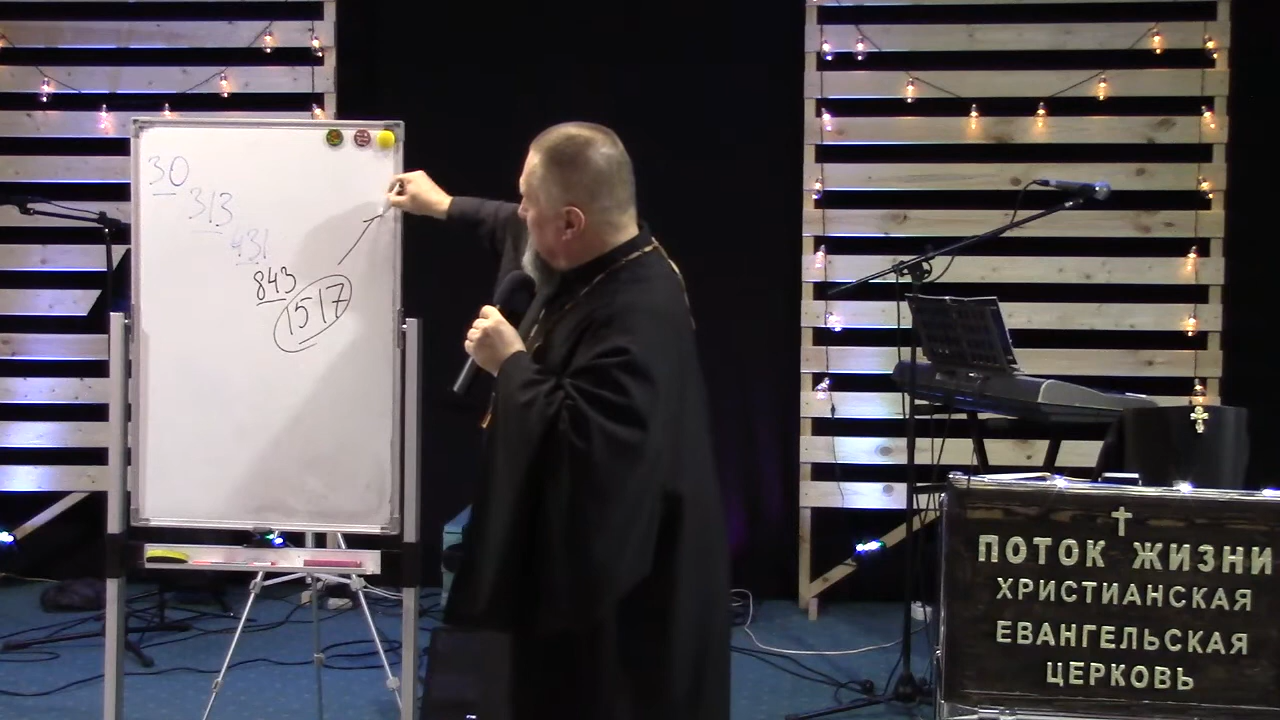 30
313
431
843
1517
ПОТОК ЖИЗНИ
ХРИСТИАНСКАЯ
ЕВАНГЕЛЬСКАЯ
ЦЕРКОВЬ